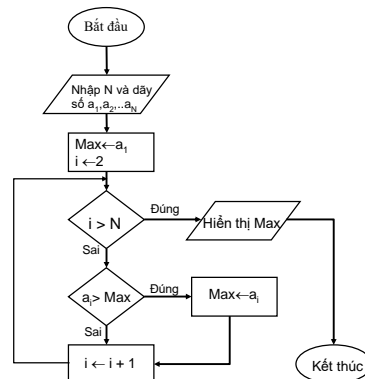 Bắt đầu
Nhập N và dãy
số a₁,a₂,..aN
Max←a₁
i ←2
i > N
Đúng
Hiển thị Max
Sai
aᵢ> Max
Đúng
Max←aᵢ
Sai
i ← i + 1
Kết thúc